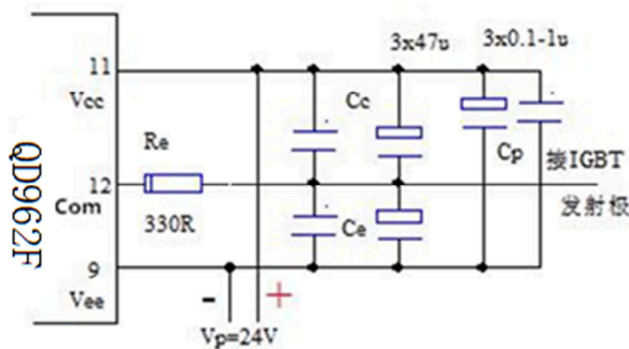 3x47u
3x0.1-1u
11
Vcc
Cc
Re
Cp
接IGBT
QD962F
12
Com
发射极
330R
Ce
9
Vee
-
+
Vp=24V